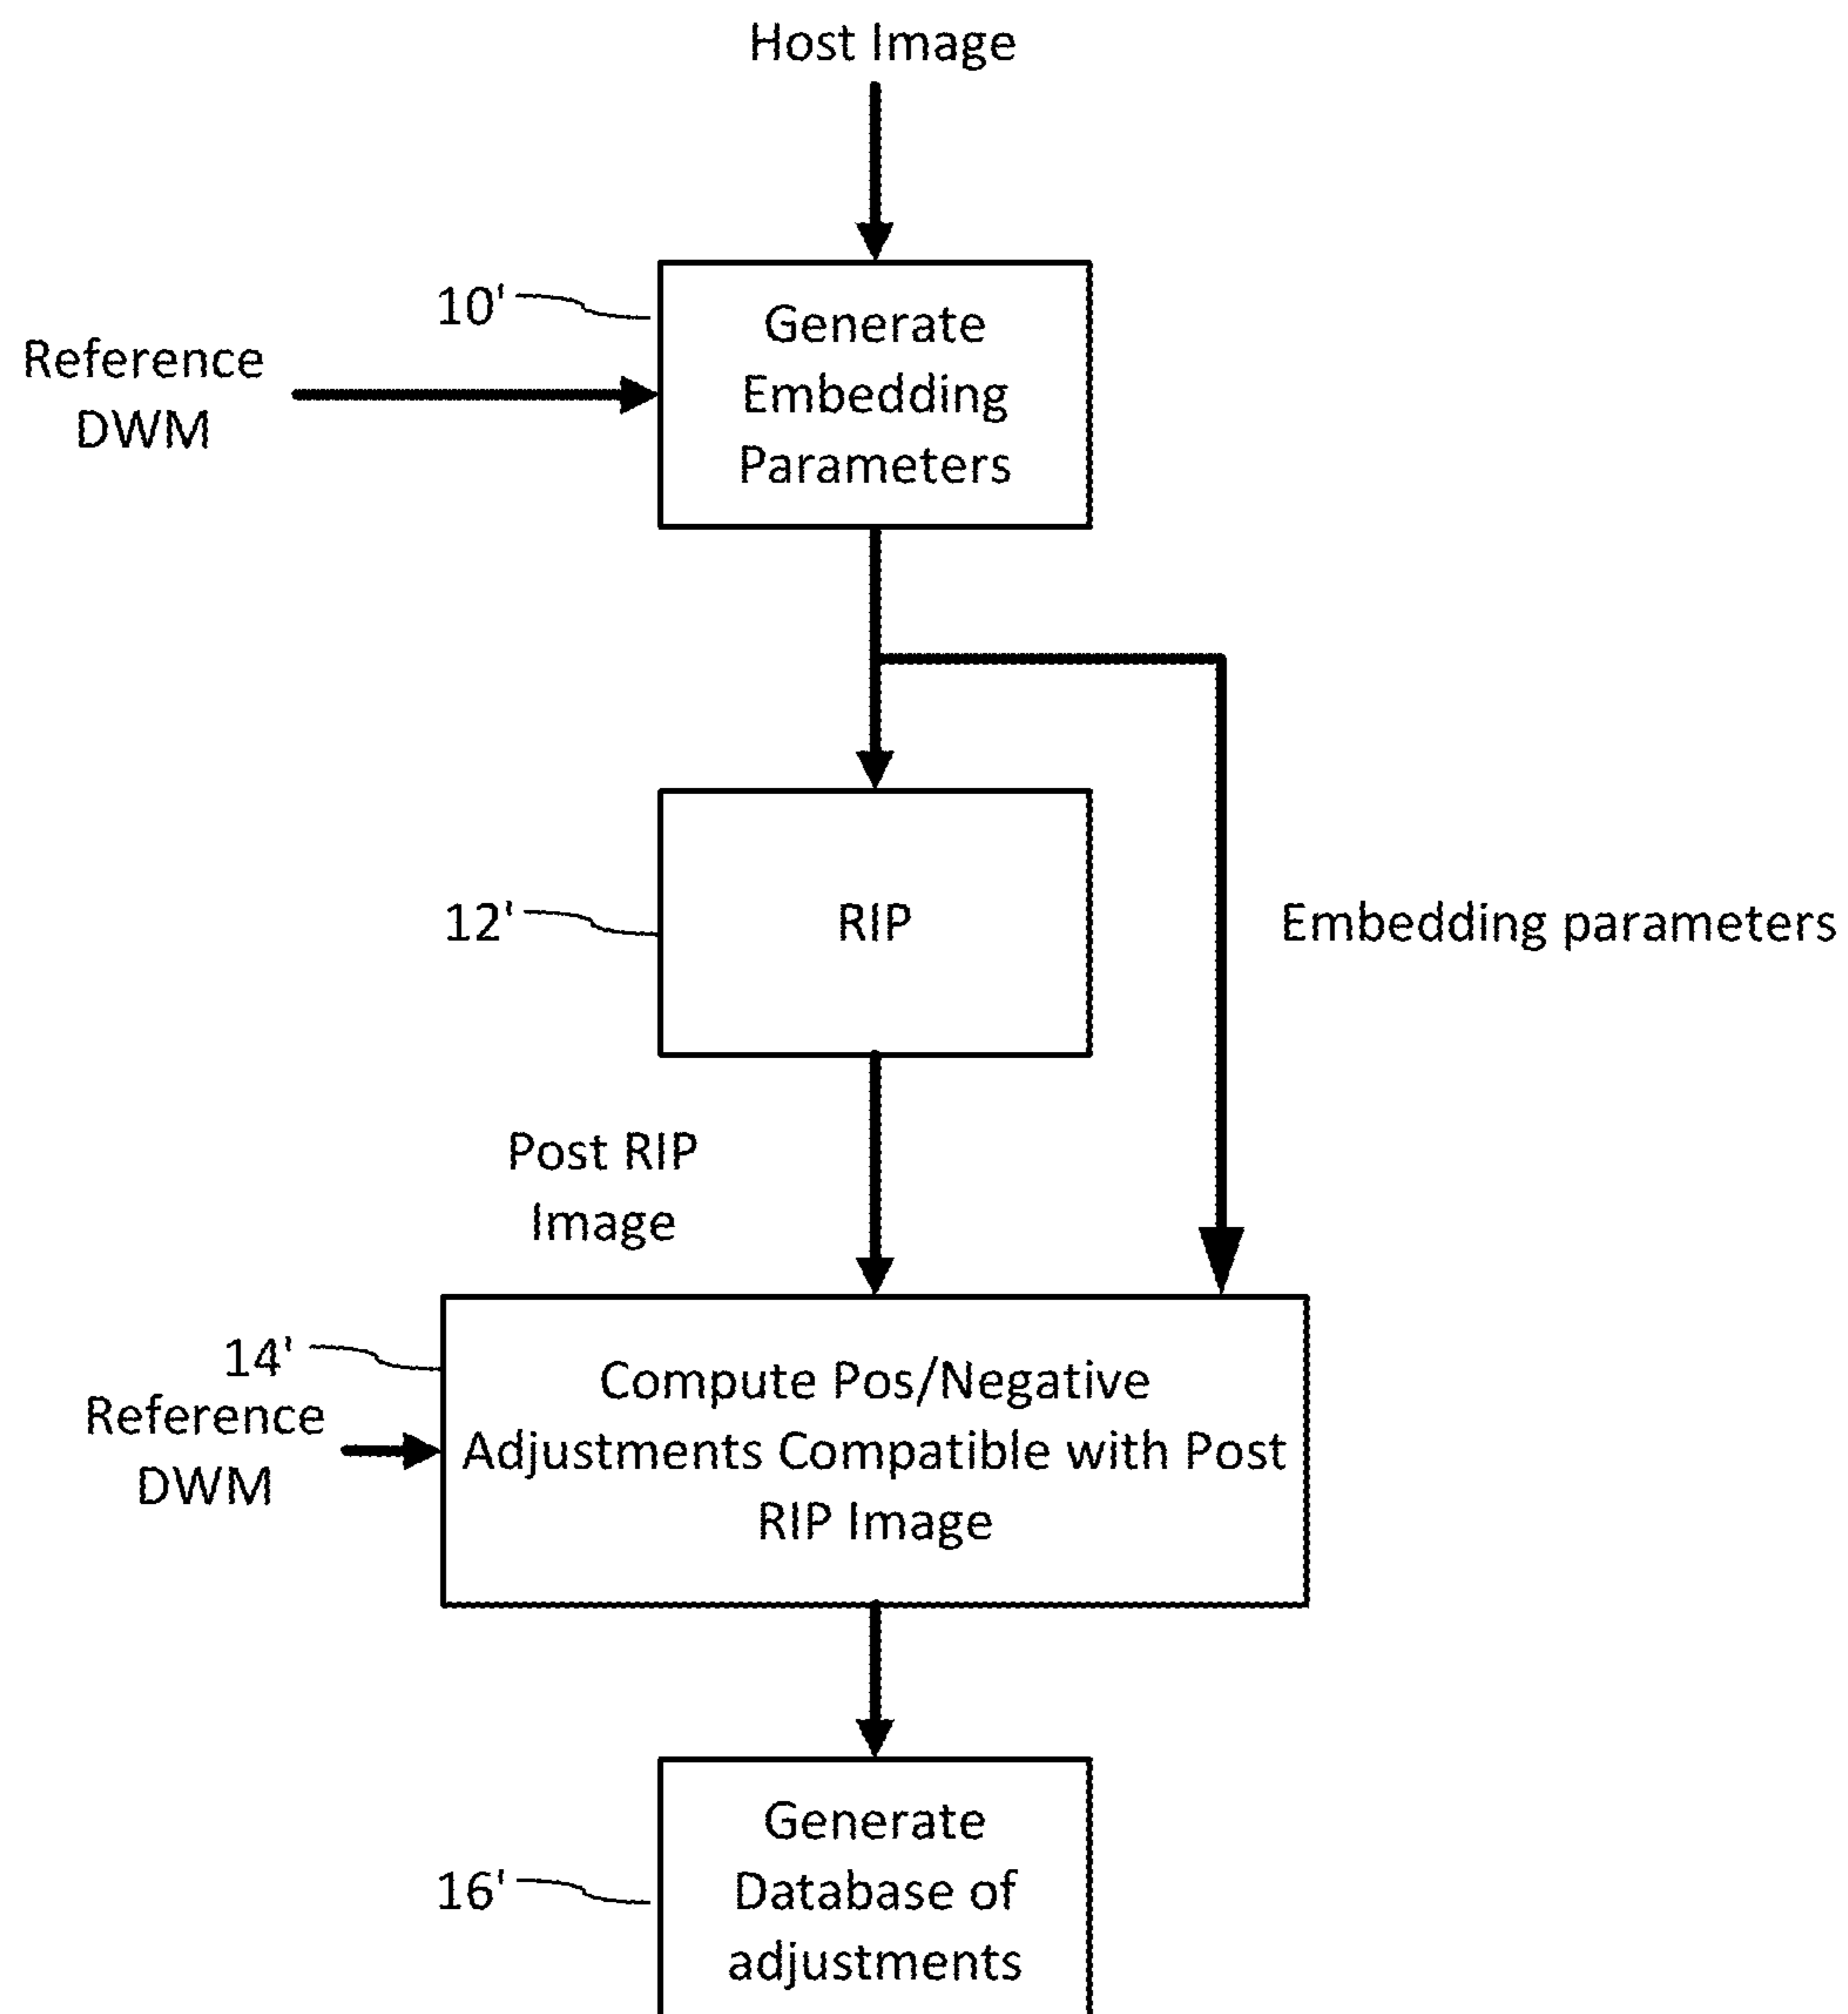 Host Image
10'
Generate
Embedding
Parameters
Reference
DWM
12'
RIP
Embedding parameters
Post RIP
Image
14'
Reference
DWM
Compute Pos/Negative
Adjustments Compatible with Post
RIP Image
16'
Generate
Database of
adjustments